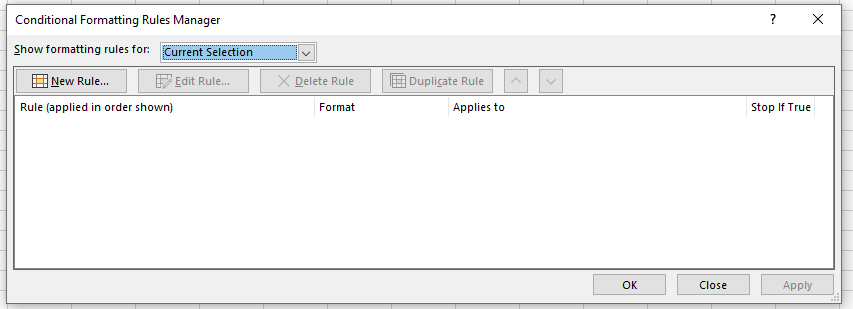 Conditional Formatting Rules Manager
?
Show formatting rules for: Current Selection
New Rule... Edit Rule... Delete Rule Duplicate Rule
Rule (applied in order shown) Format Applies to Stop If True
OK Close Apply